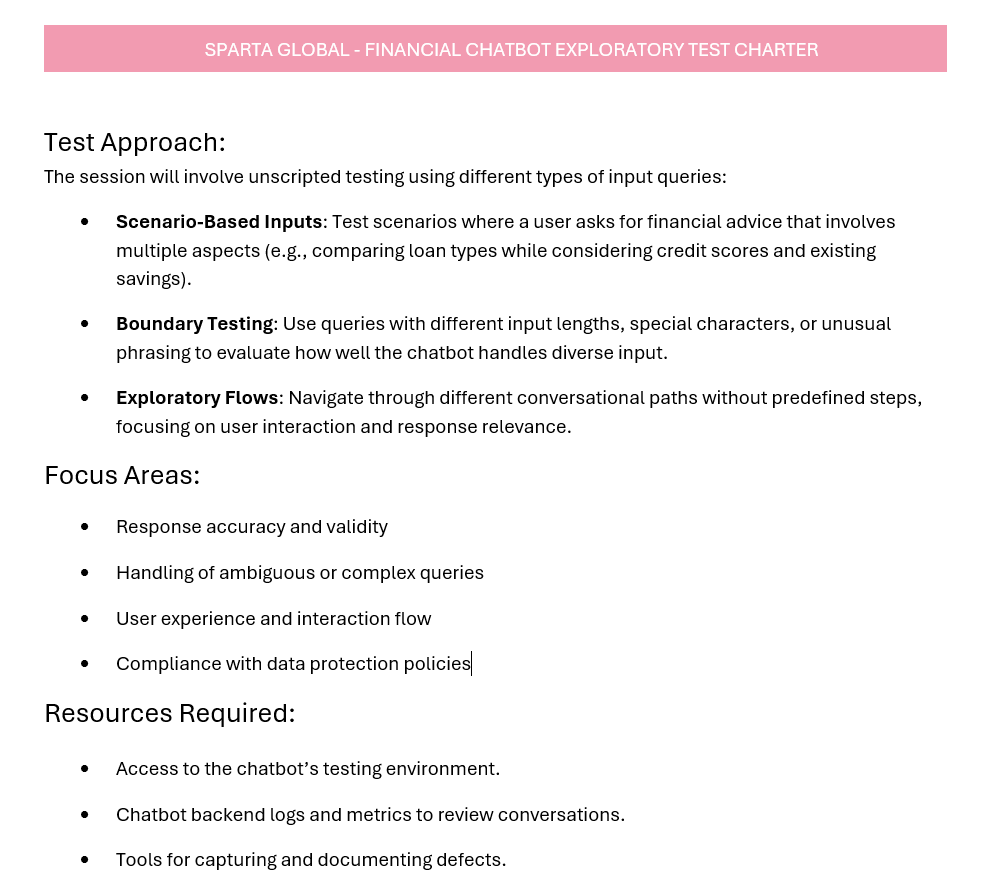 SPARTA GLOBAL - FINANCIAL CHATBOT EXPLORATORY TEST CHARTER
Test Approach:
The session will involve unscripted testing using different types of input queries:
• Scenario-Based Inputs: Test scenarios where a user asks for financial advice that involves
multiple aspects (e.g., comparing loan types while considering credit scores and existing
savings).
• Boundary Testing: Use queries with different input lengths, special characters, or unusual
phrasing to evaluate how well the chatbot handles diverse input.
• Exploratory Flows: Navigate through different conversational paths without predefined steps,
focusing on user interaction and response relevance.
Focus Areas:
• Response accuracy and validity
• Handling of ambiguous or complex queries
• User experience and interaction flow
• Compliance with data protection policies
Resources Required:
• Access to the chatbot’s testing environment.
• Chatbot backend logs and metrics to review conversations.
• Tools for capturing and documenting defects.